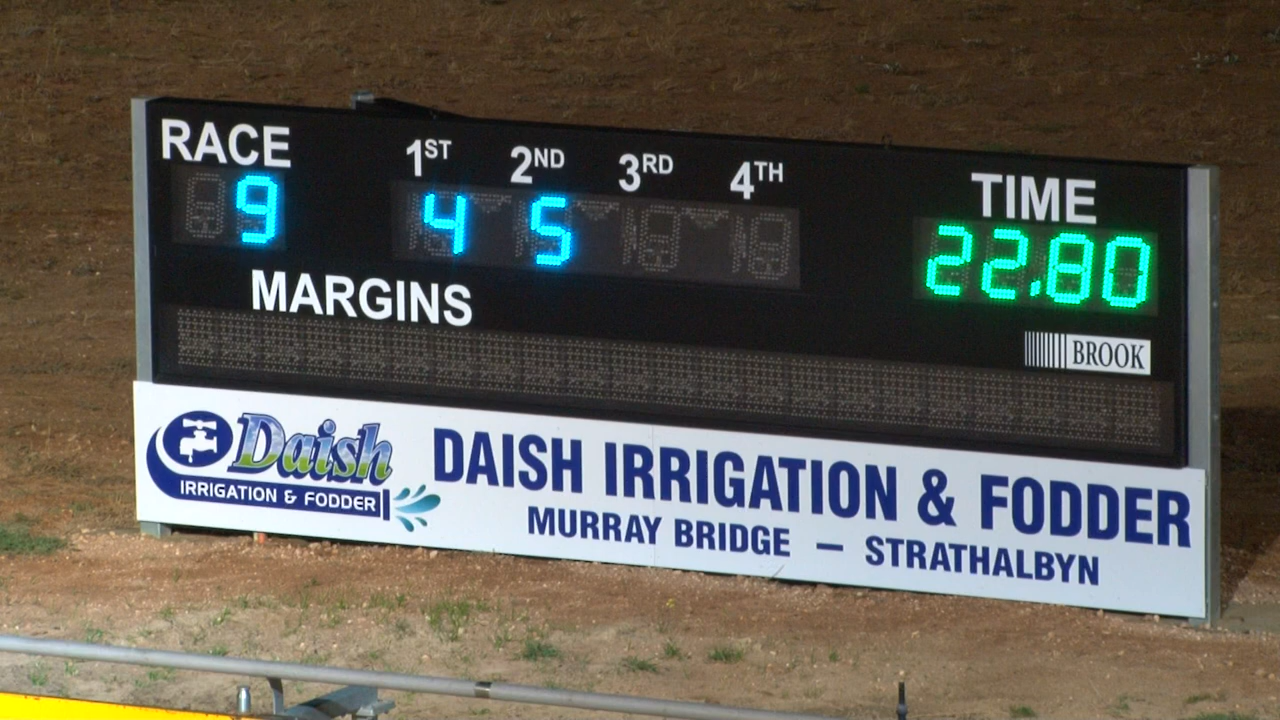 RACE 1ST 2ND 3RD 4TH TIME
9 4 5 22.80
MARGINS
BROOK
Daish
IRRIGATION & FODDER
DAISH IRRIGATION & FODDER
MURRAY BRIDGE — STRATHALBYN